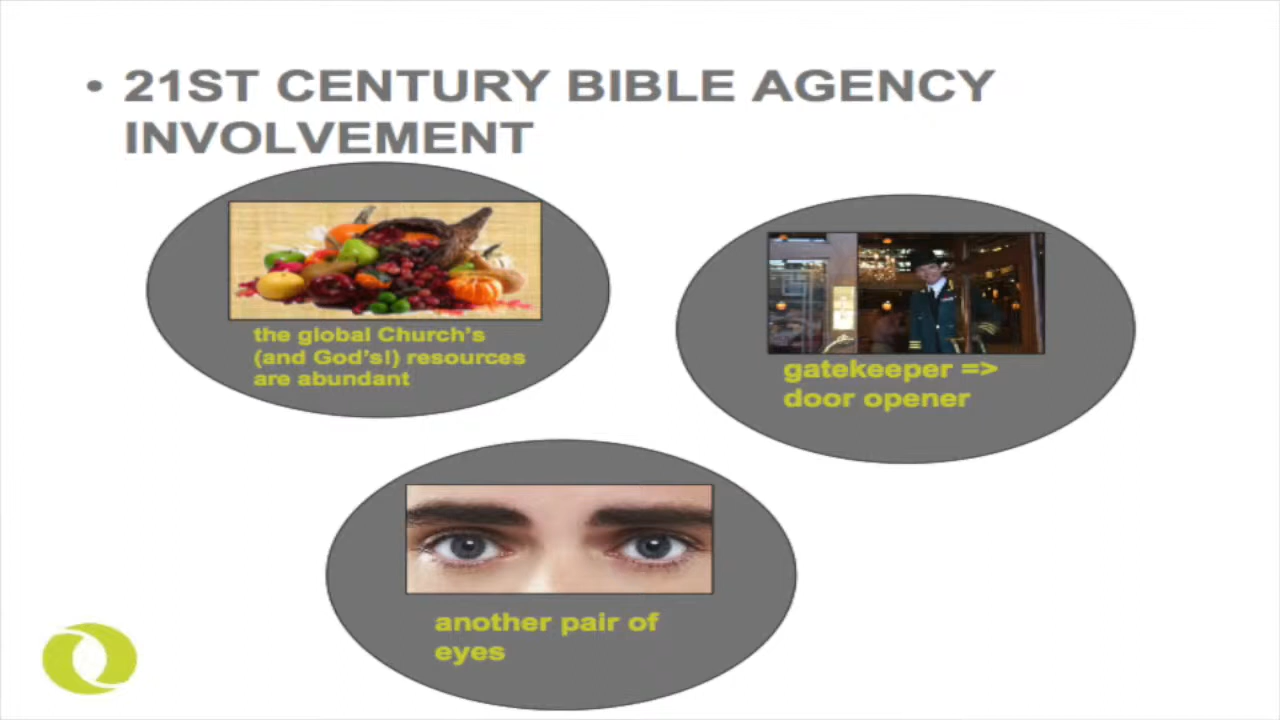 • 21ST CENTURY BIBLE AGENCY
INVOLVEMENT
the global Church's
(and God's!) resources
are abundant
gatekeeper =>
door opener
another pair of
eyes